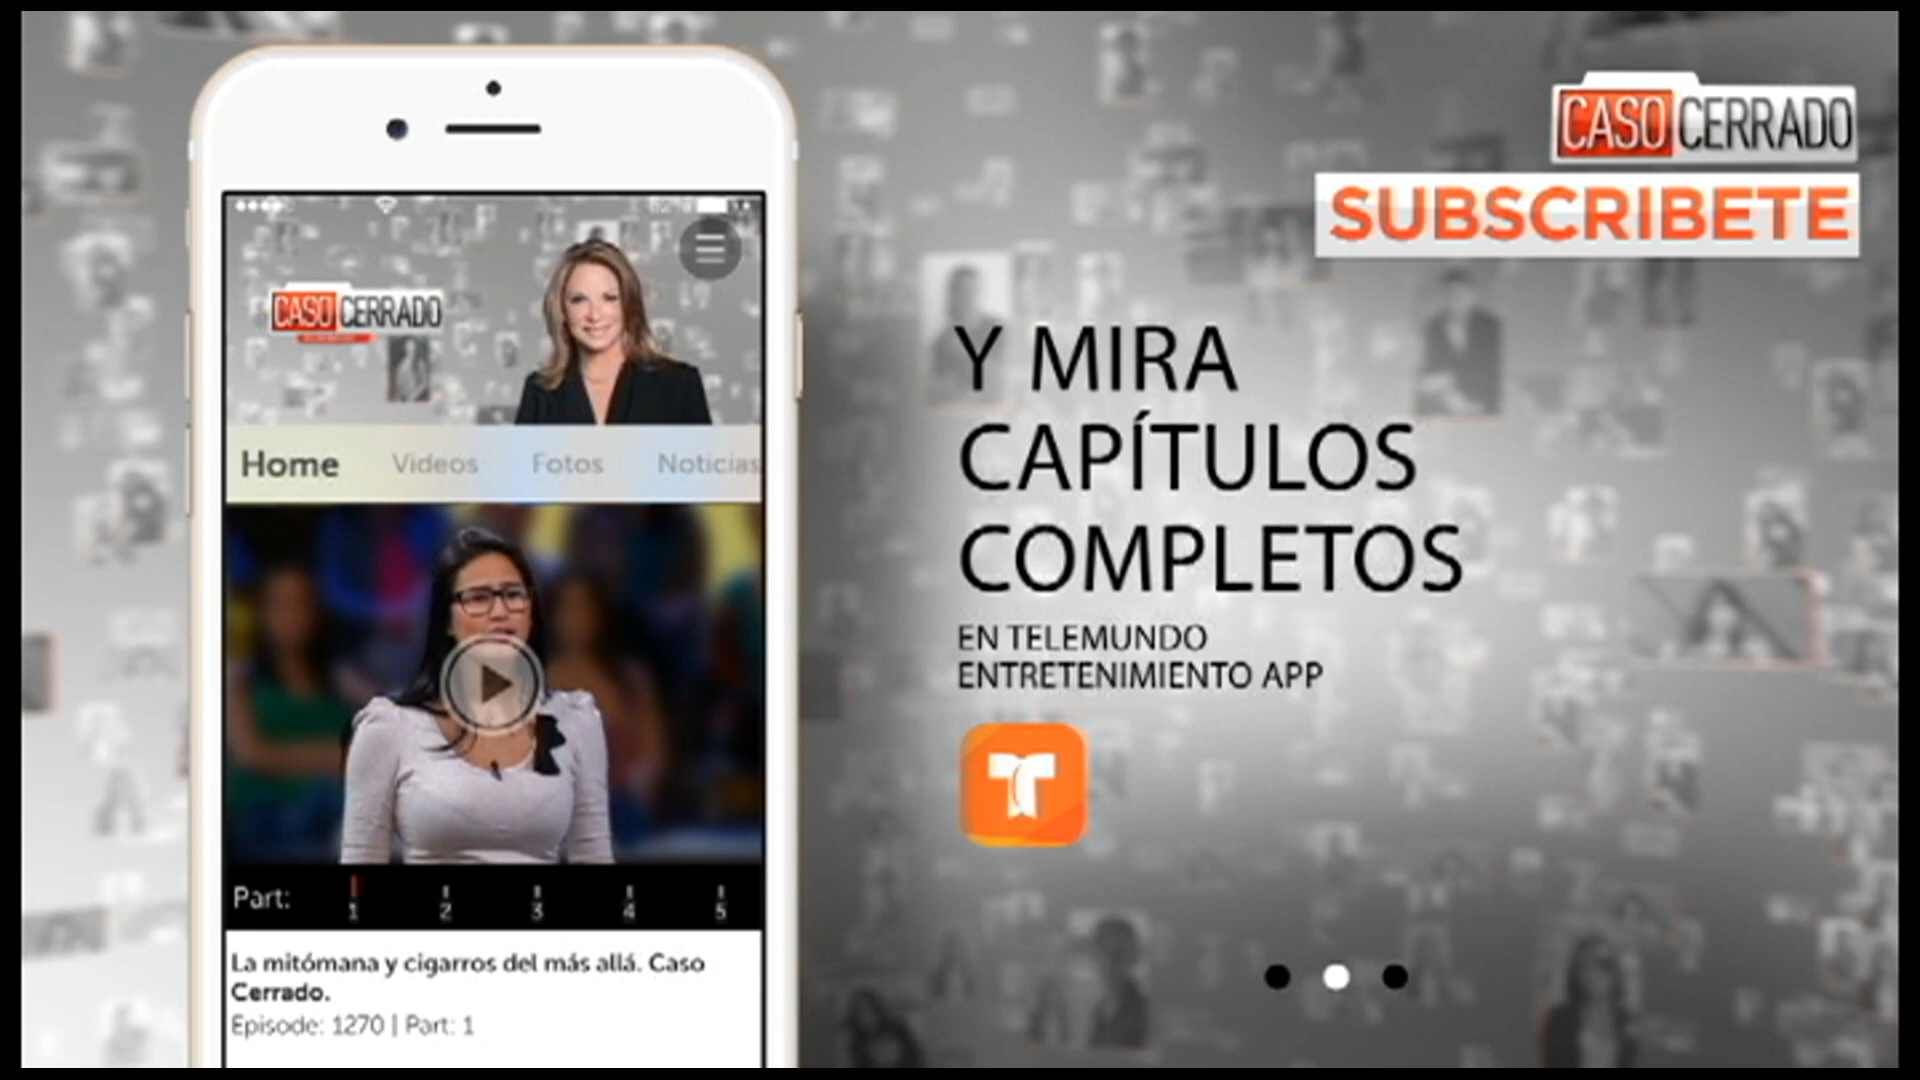 CASO CERRADO
SUBSCRIBETE
CASO CERRADO
Home Videos Fotos Noticias
Y MIRA
CAPÍTULOS
COMPLETOS
EN TELEMUNDO
ENTRETENIMIENTO APP
T
Part: 1 2 3 4 5
La mitómana y cigarros del más allá. Caso
Cerrado.
Episode: 1270 | Part: 1